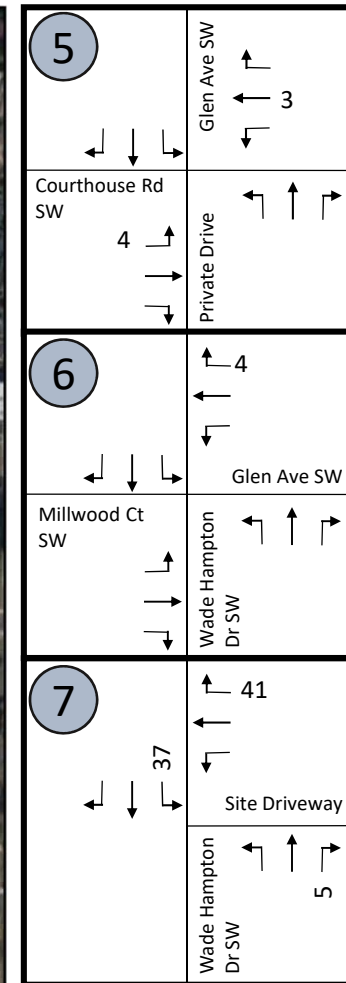 5
Glen Ave SW
3
Courthouse Rd
SW
4
Private Drive
6
4
Glen Ave SW
Millwood Ct
SW
Wade Hampton
Dr SW
7
41
37
Site Driveway
Wade Hampton
Dr SW
5